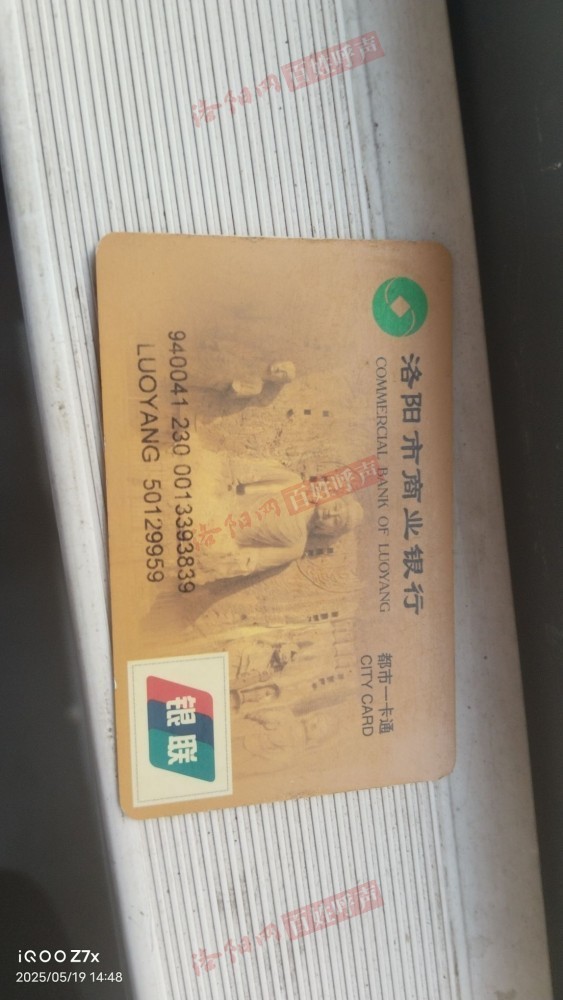 洛阳网 百姓呼声
洛阳市商业银行
COMMERCIAL BANK OF LUOYANG
都市一卡通
CITY CARD
洛阳网 百姓呼声
940041 230 0013393839
LUOYANG 50129959
银联
洛阳网 百姓呼声
iQOO Z7x
2025/05/19 14:48